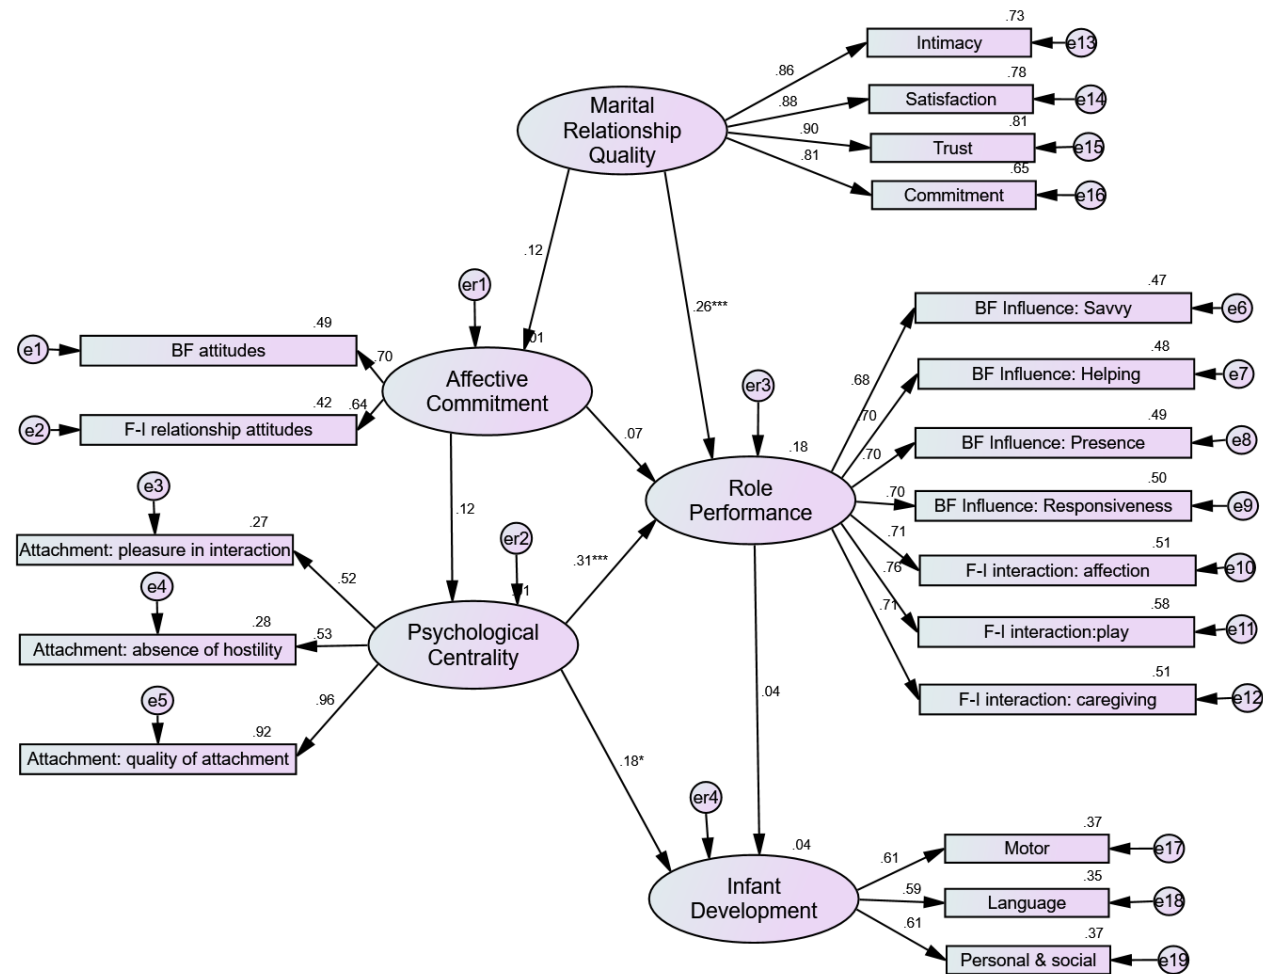 .73
Intimacy
e13
.86
.78
Satisfaction
e14
.88
Marital
Relationship
Quality
.90
.81
Trust
e15
.81
.65
Commitment
e16
.12
.26***
er1
.01
.49
e1
BF attitudes
.70
Affective
Commitment
.42
.64
e2
F-I relationship attitudes
.47
BF Influence: Savvy
e6
.68
.48
BF Influence: Helping
e7
.70
er3
.49
BF Influence: Presence
e8
.70
.07
.18
Role
Performance
.50
.70
BF Influence: Responsiveness
e9
.71
.51
F-I interaction: affection
e10
.76
.58
F-I interaction:play
e11
.71
.51
F-I interaction: caregiving
e12
e3
.27
Attachment: pleasure in interaction
.52
.12
er2
.31***
e4
.28
Attachment: absence of hostility
.53
Psychological
Centrality
e5
.96
.92
Attachment: quality of attachment
.04
.18*
er4
.04
Infant
Development
.37
Motor
e17
.61
.35
.59
Language
e18
.61
.37
Personal & social
e19